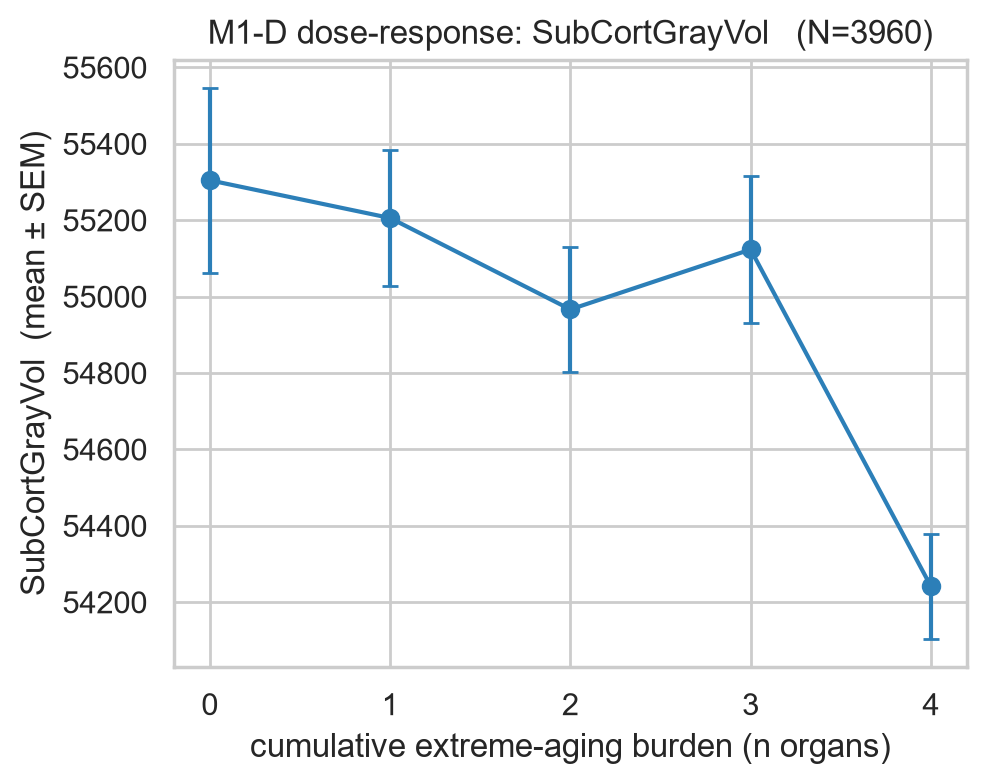 M1-D dose-response: SubCortGrayVol (N=3960)
SubCortGrayVol (mean ± SEM)
55600
55400
55200
55000
54800
54600
54400
54200
0 1 2 3 4
cumulative extreme-aging burden (n organs)